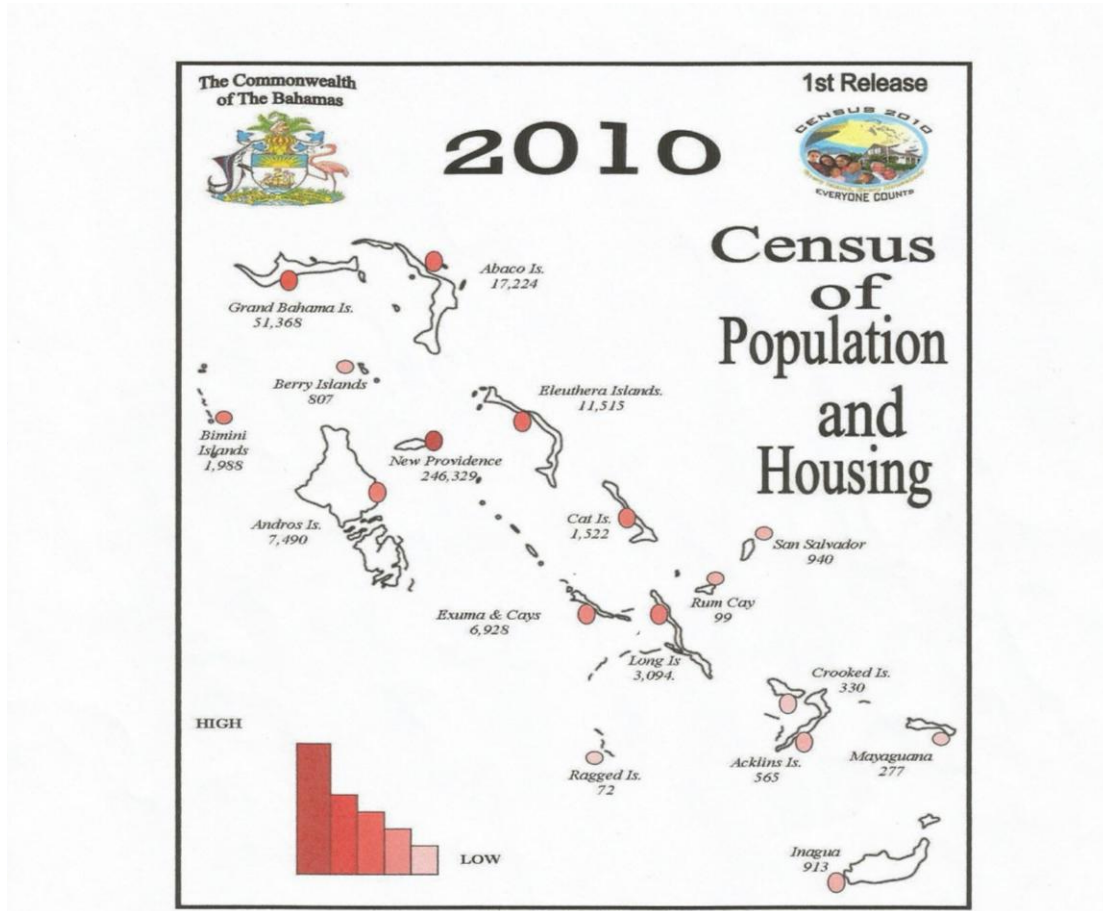 The Commonwealth
of The Bahamas
1st Release
2010
CENSUS 2010
EVERYONE COUNTS
Census
of
Population
and
Housing
Abaco Is.
17,224
Grand Bahama Is.
51,368
Berry Islands
807
Eleuthera Islands.
11,515
Bimini
Islands
1,988
New Providence
246,329
Andros Is.
7,490
Cat Is.
1,522
San Salvador
940
Rum Cay
99
Exuma & Cays
6,928
Long Is
3,094.
Crooked Is.
330
Acklins Is.
565
Mayaguana
277
Ragged Is.
72
Inagua
913
HIGH
LOW